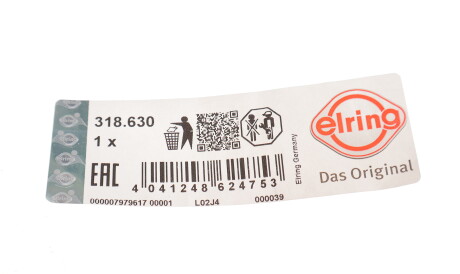 318.630
1 x
EAC
4 041248 624753
000007979617 00001 L02J4 000039
Elring Germany
elring
Das Original